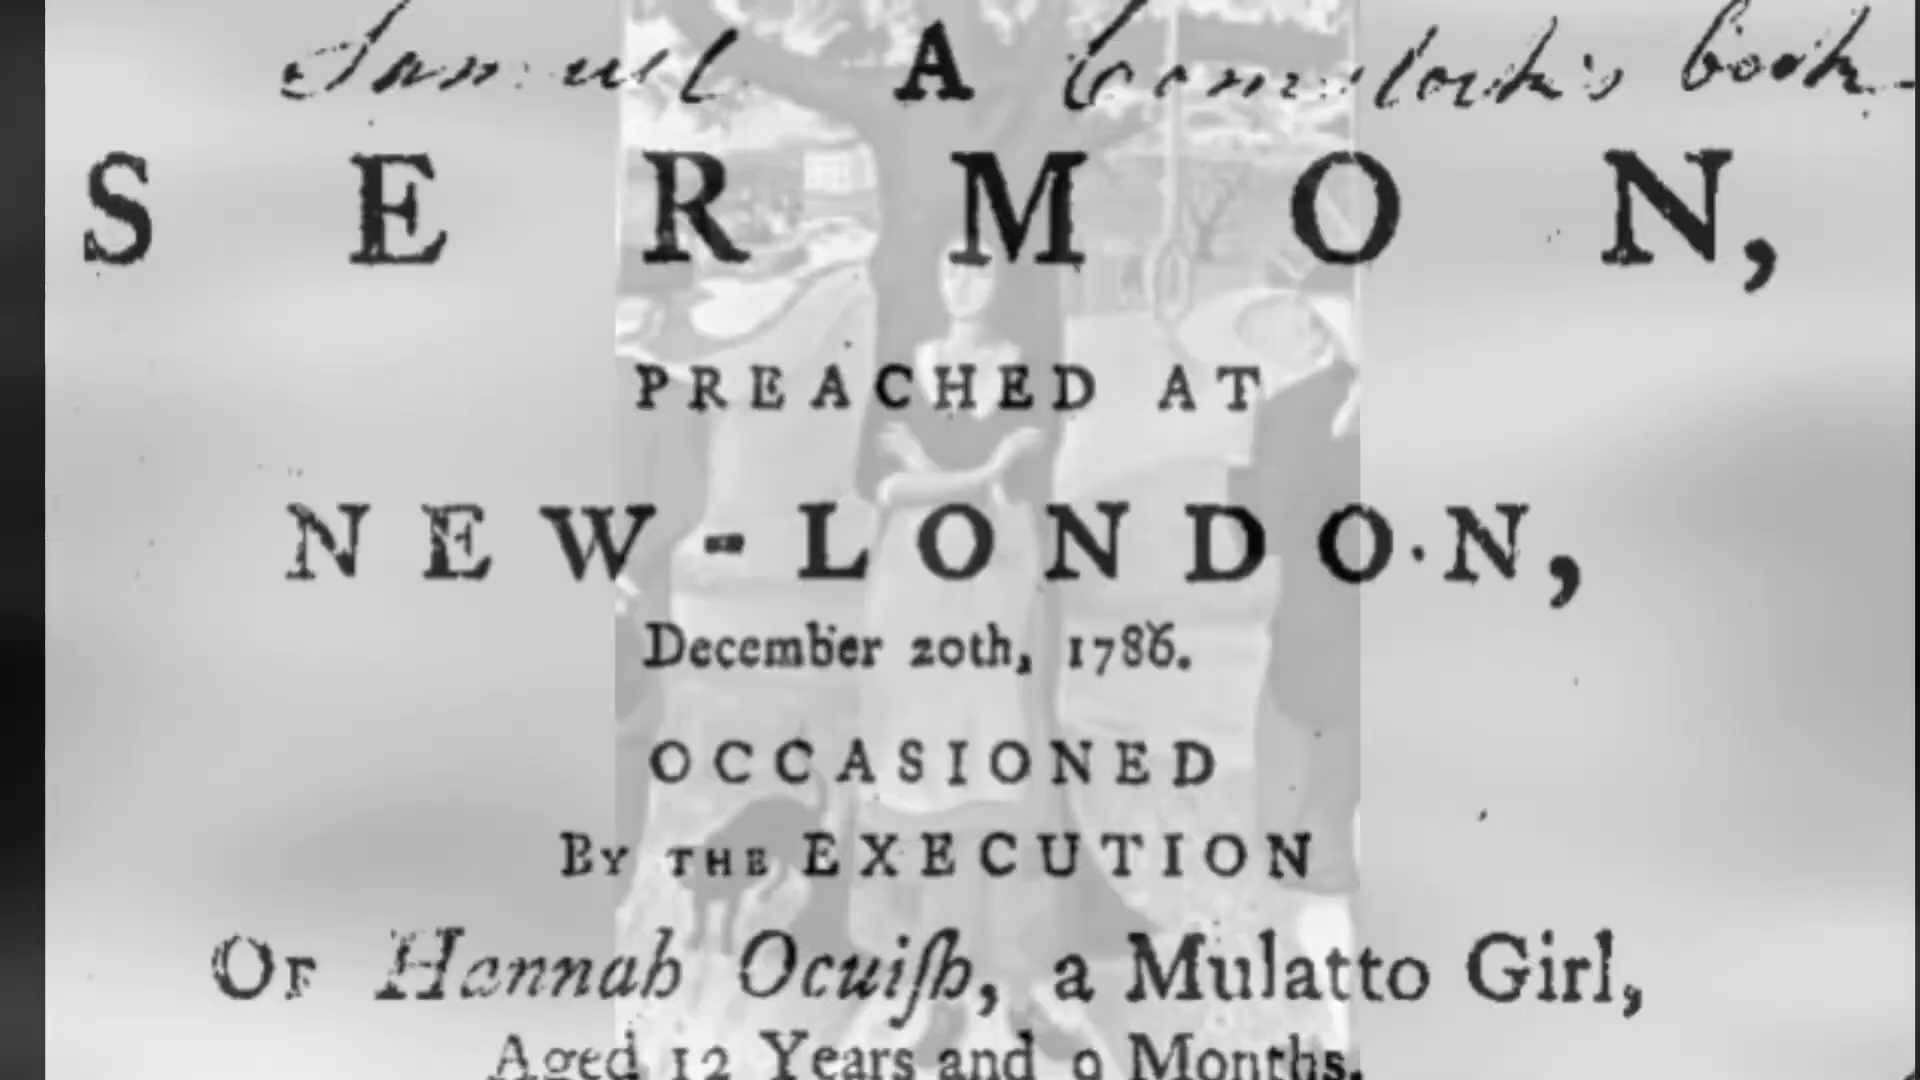 Samuel A Comstock's book
SERMON,
PREACHED AT
NEW-LONDON,
December 20th, 1786.
OCCASIONED
BY THE EXECUTION
OF Hannah Ocuiſh, a Mulatto Girl,
Aged 12 Years and 9 Months.